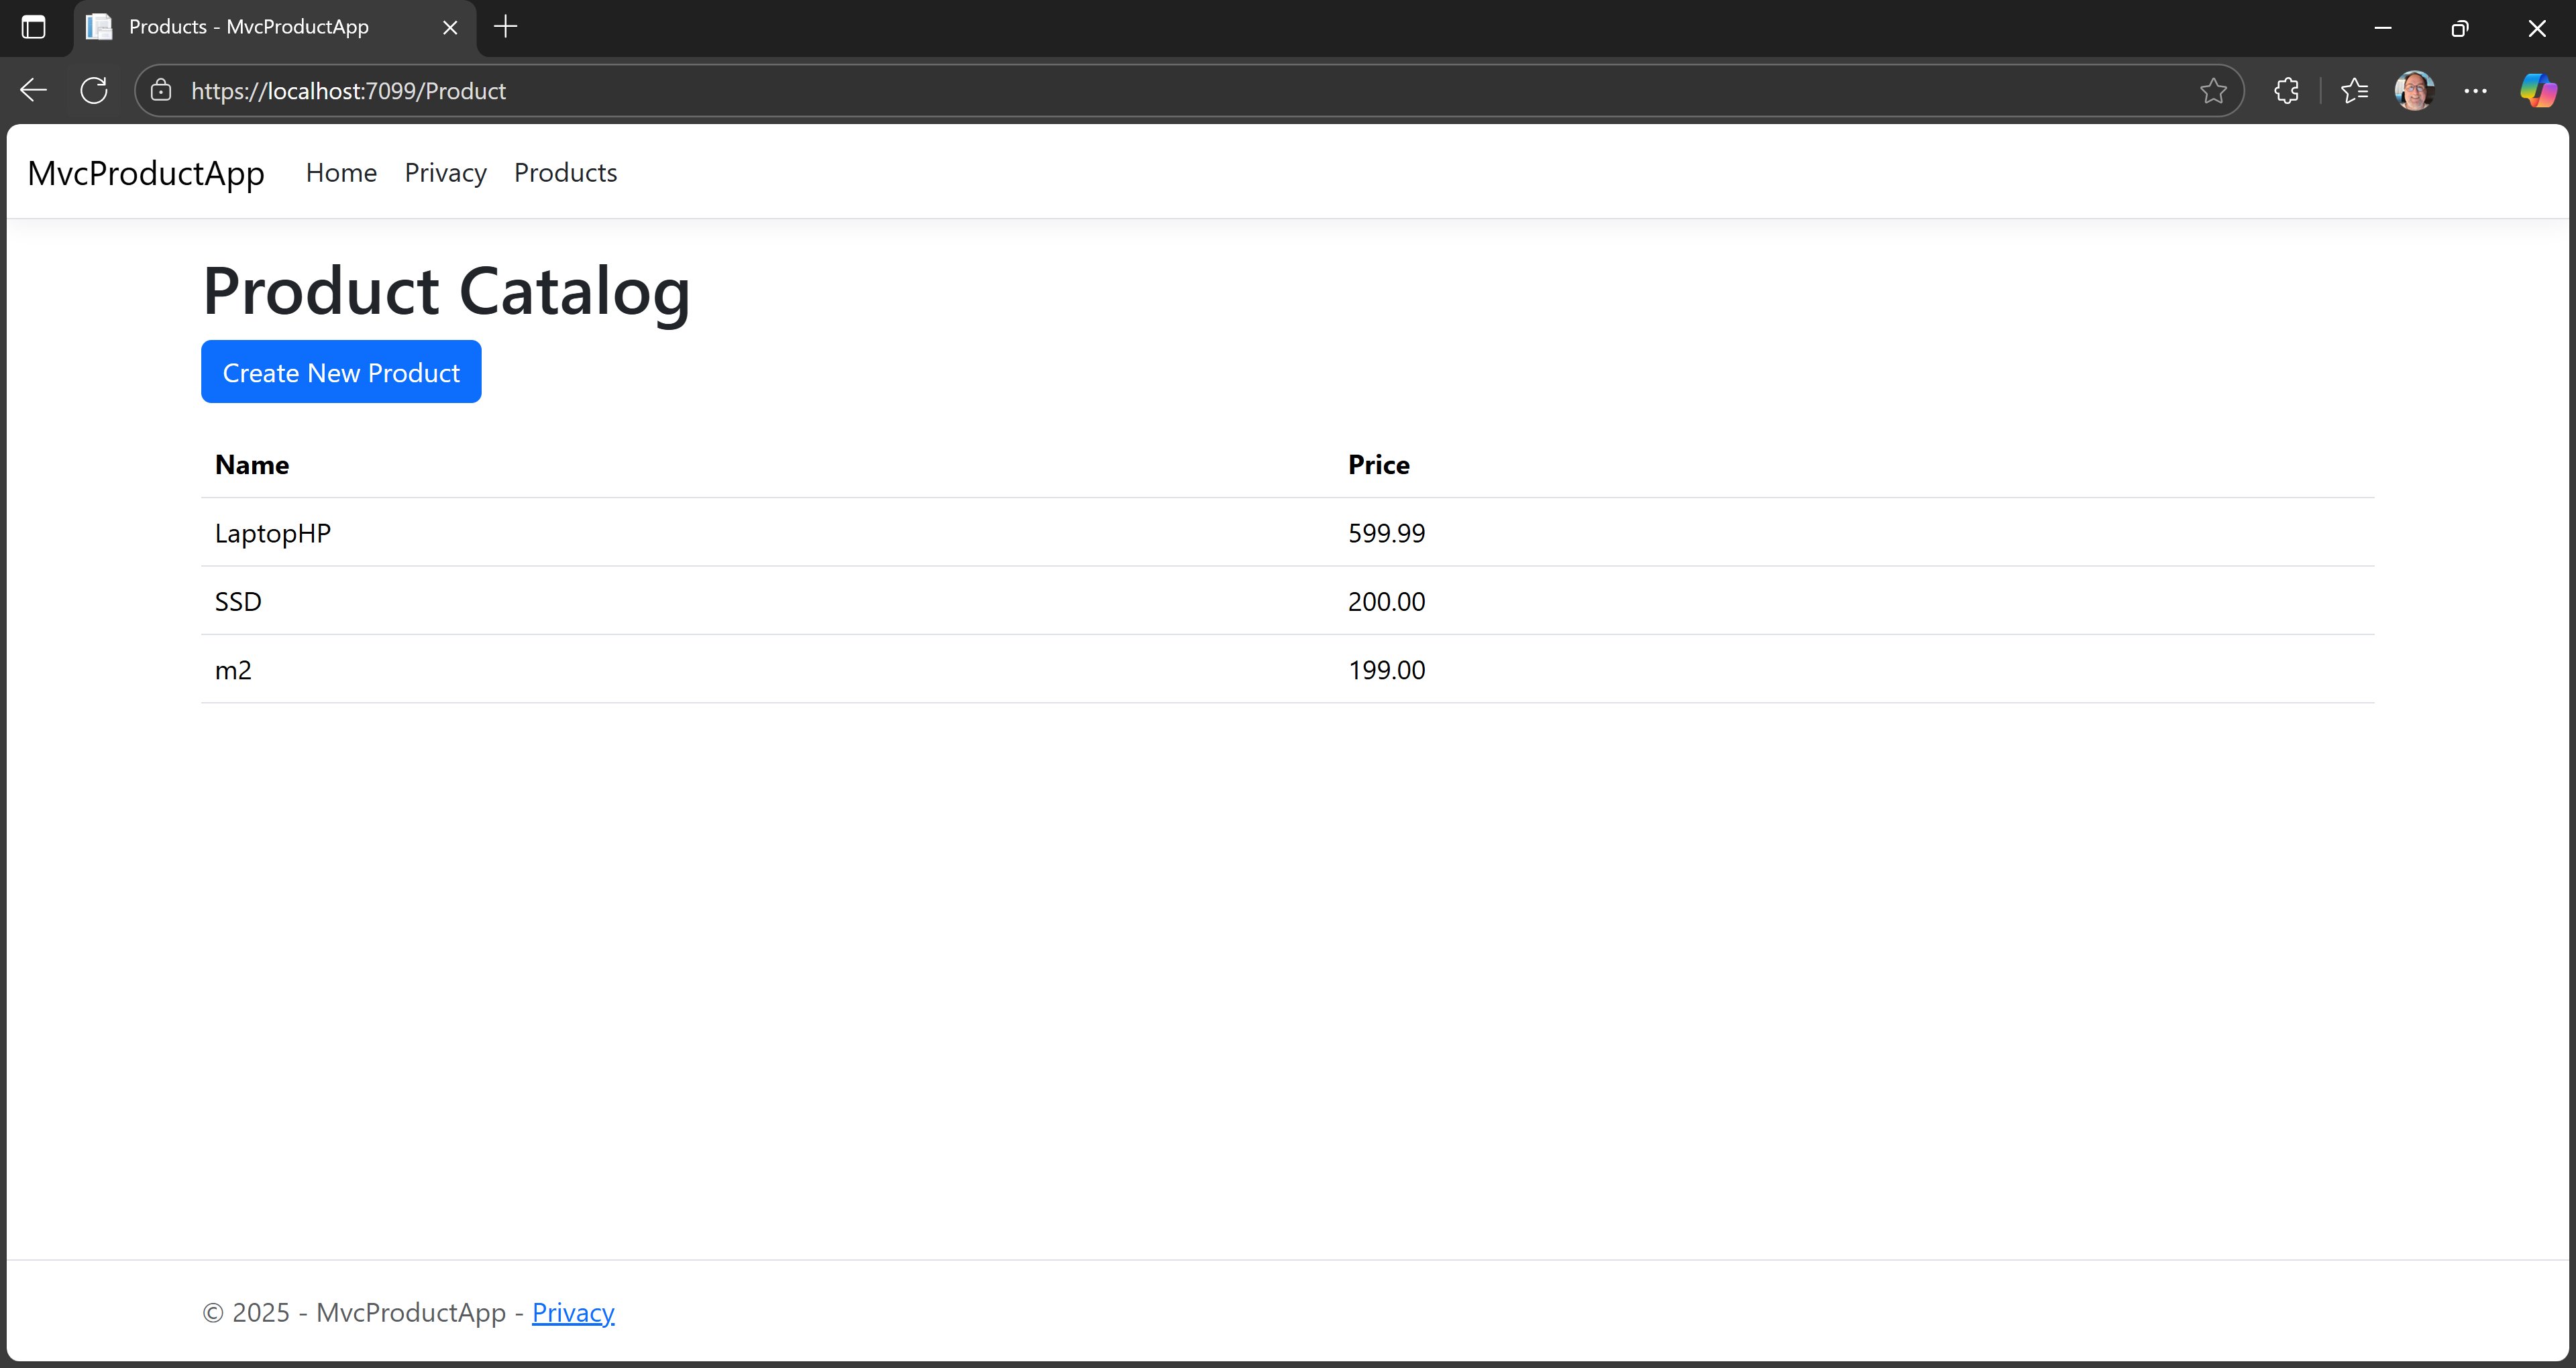 Products - MvcProductApp
https://localhost:7099/Product
MvcProductApp Home Privacy Products
Product Catalog
Create New Product
Name Price
LaptopHP 599.99
SSD 200.00
m2 199.00
© 2025 - MvcProductApp - Privacy